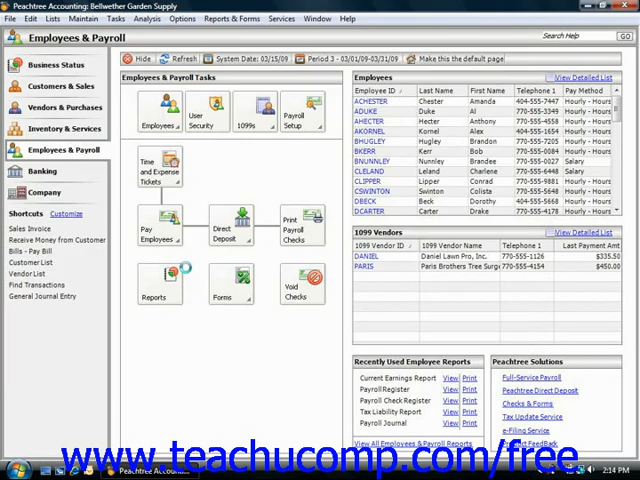 Peachtree Accounting: Bellwether Garden Supply
File Edit Lists Maintain Tasks Analysis Options Reports & Forms Services Window Help
Employees & Payroll
Search Help
GO
Business Status
Customers & Sales
Vendors & Purchases
Inventory & Services
Employees & Payroll
Banking
Company
Shortcuts Customize
Sales Invoice
Receive Money from Customer
Bills - Pay Bill
Customer List
Vendor List
Find Transactions
General Journal Entry
Hide Refresh System Date: 03/15/09 Period 3 - 03/01/09-03/31/09 Make this the default page
Employees & Payroll Tasks
Employees
User Security
1099s
Payroll Setup
Time and Expense Tickets
Pay Employees
Direct Deposit
Print Payroll Checks
Reports
Forms
Void Checks
Employees View Detailed List
Employee ID Last Name First Name Telephone 1 Pay Method
ACHESTER Chester Amanda 404-555-7447 Hourly - Hours
ADUKE Duke Al 770-555-3349 Hourly - Hours
AHECTER Hecter Anthony 770-555-4558 Hourly - Hours
AKORNEL Kornel Alex 404-555-1654 Hourly - Hours
BHUGLEY Hugley Brandon 770-555-7205 Hourly - Hours
BKERR Kerr Bob 770-555-0084 Hourly - Hours
BNUNNLEY Nunnley Brandee 770-555-0002 Salary
CLELAND Cleland Charles 770-555-6448 Salary
CLIPPER Lipper Conrad 770-555-9881 Hourly - Hours
CSWINTON Swinton Colista 770-555-5648 Hourly - Hours
DBECK Beck Dorothy 770-555-5648 Hourly - Hours
DCARTER Carter Drake 770-555-4178 Hourly - Hours
1099 Vendors View Detailed List
1099 Vendor ID 1099 Vendor Name Telephone 1 Last Payment Amt
DANIEL Daniel Lawn Pro, Inc. 770-555-1126 $335.50
PARIS Paris Brothers Tree Surge 770-555-4154 $450.00
Recently Used Employee Reports
Current Earnings Report View Print
Payroll Register View Print
Payroll Check Register View Print
Tax Liability Report View Print
Payroll Journal View Print
View All Employees & Payroll Reports
Peachtree Solutions
Full-Service Payroll
Peachtree Direct Deposit
Checks & Forms
Tax Update Service
e-Filing Service
Product Feedback
www.teachucomp.com/free
Peachtree Accounti...
2:14 PM